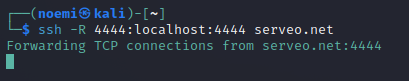 ┌──(noemi㉿kali)-[~]
└─$ ssh -R 4444:localhost:4444 serveo.net
Forwarding TCP connections from serveo.net:4444